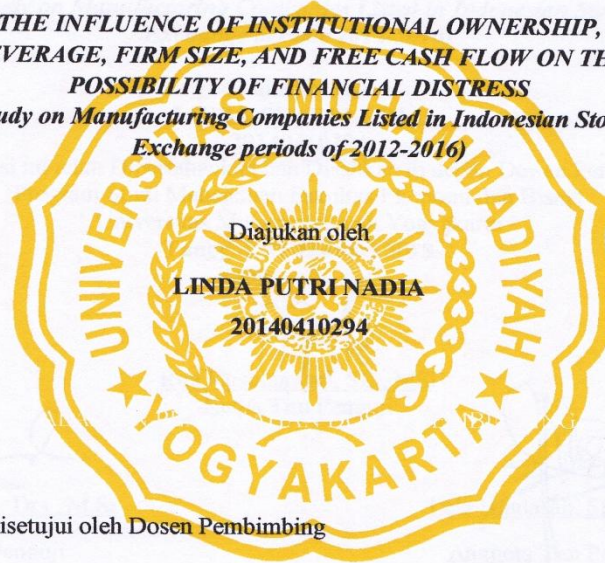 THE INFLUENCE OF INSTITUTIONAL OWNERSHIP,
VERAGE, FIRM SIZE, AND FREE CASH FLOW ON TH
POSSIBILITY OF FINANCIAL DISTRESS
udy on Manufacturing Companies Listed in Indonesian Sto
Exchange periods of 2012-2016)
UNIVERSITAS MUHAMMADIYAH
Diajukan oleh
LINDA PUTRI NADIA
20140410294
YOGYAKARTA
isetujui oleh Dosen Pembimbing